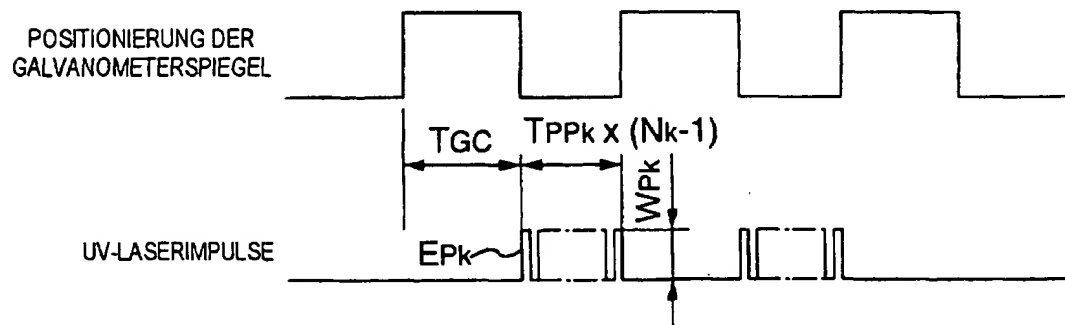 POSITIONIERUNG DER
GALVANOMETERSPIEGEL
TGC
TPPk x (Nk-1)
WPk
UV-LASERIMPULSE
EPk